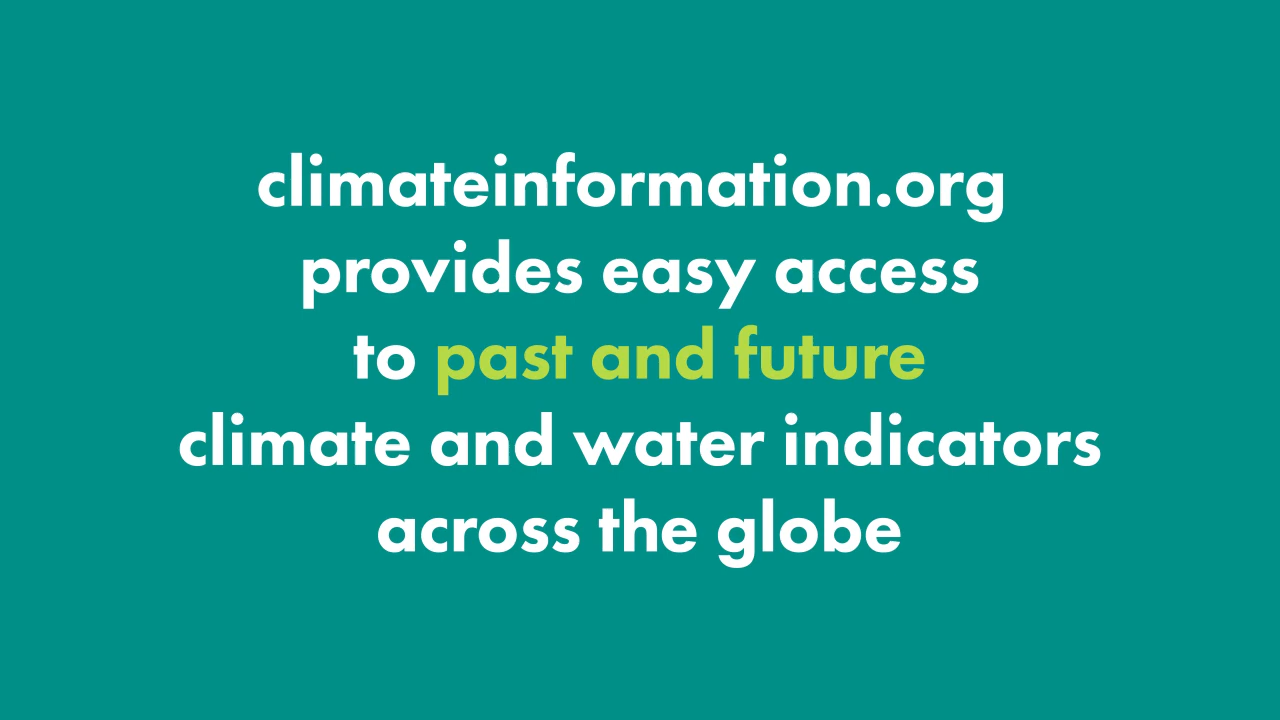 climateinformation.org
provides easy access
to past and future
climate and water indicators
across the globe